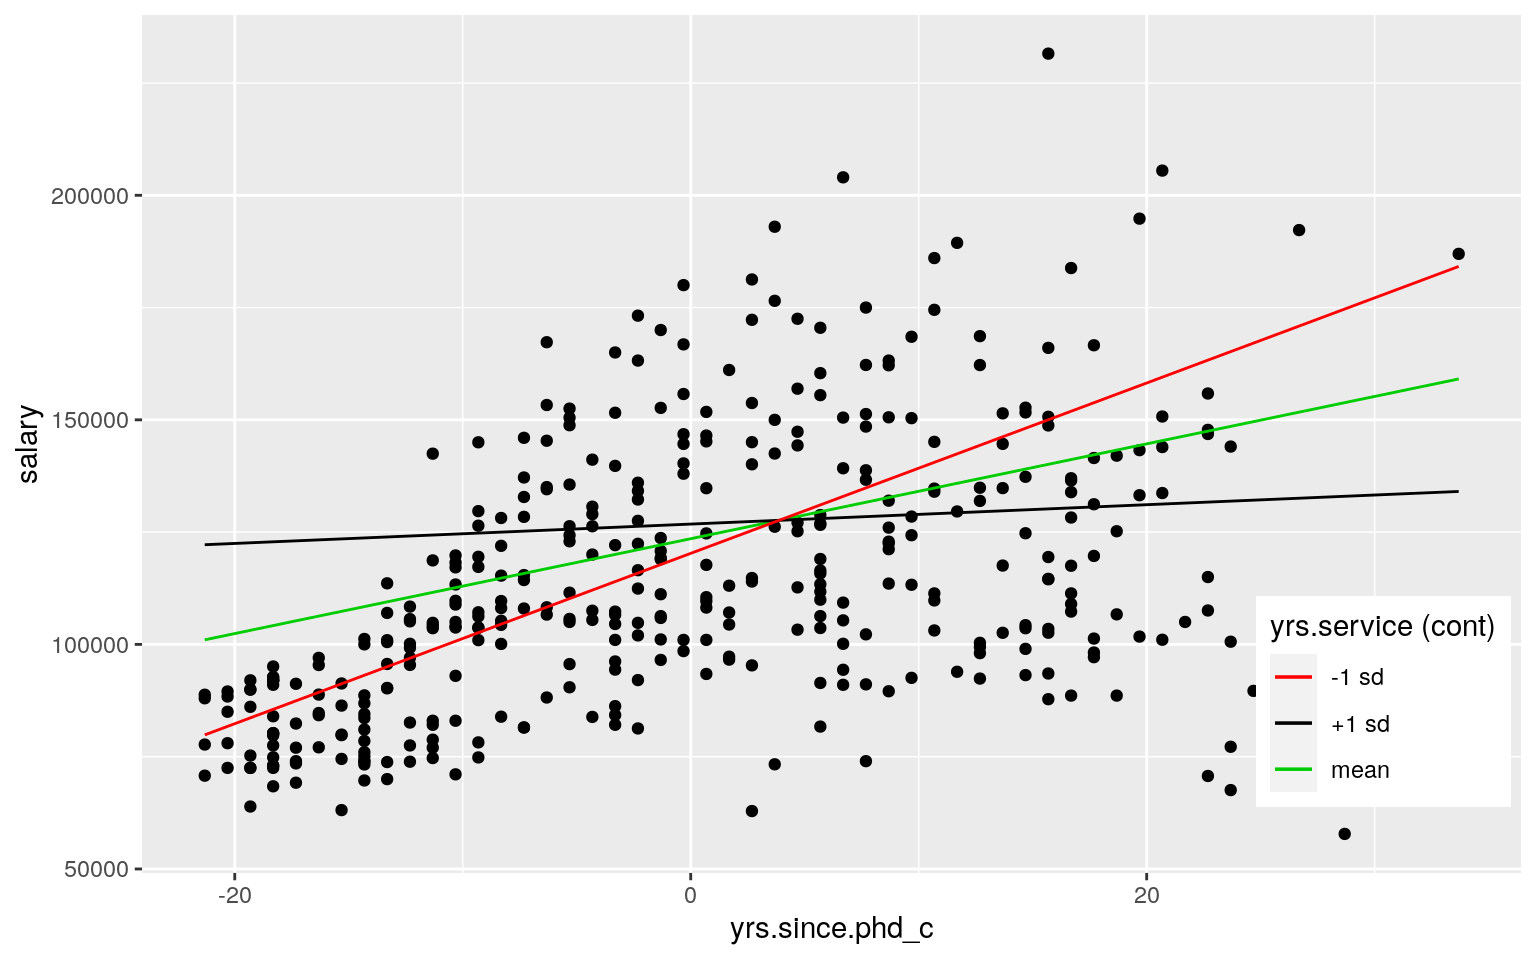 salary
200000
150000
100000
50000
-20
0
20
yrs.since.phd_c
yrs.service (cont)
-1 sd
+1 sd
mean